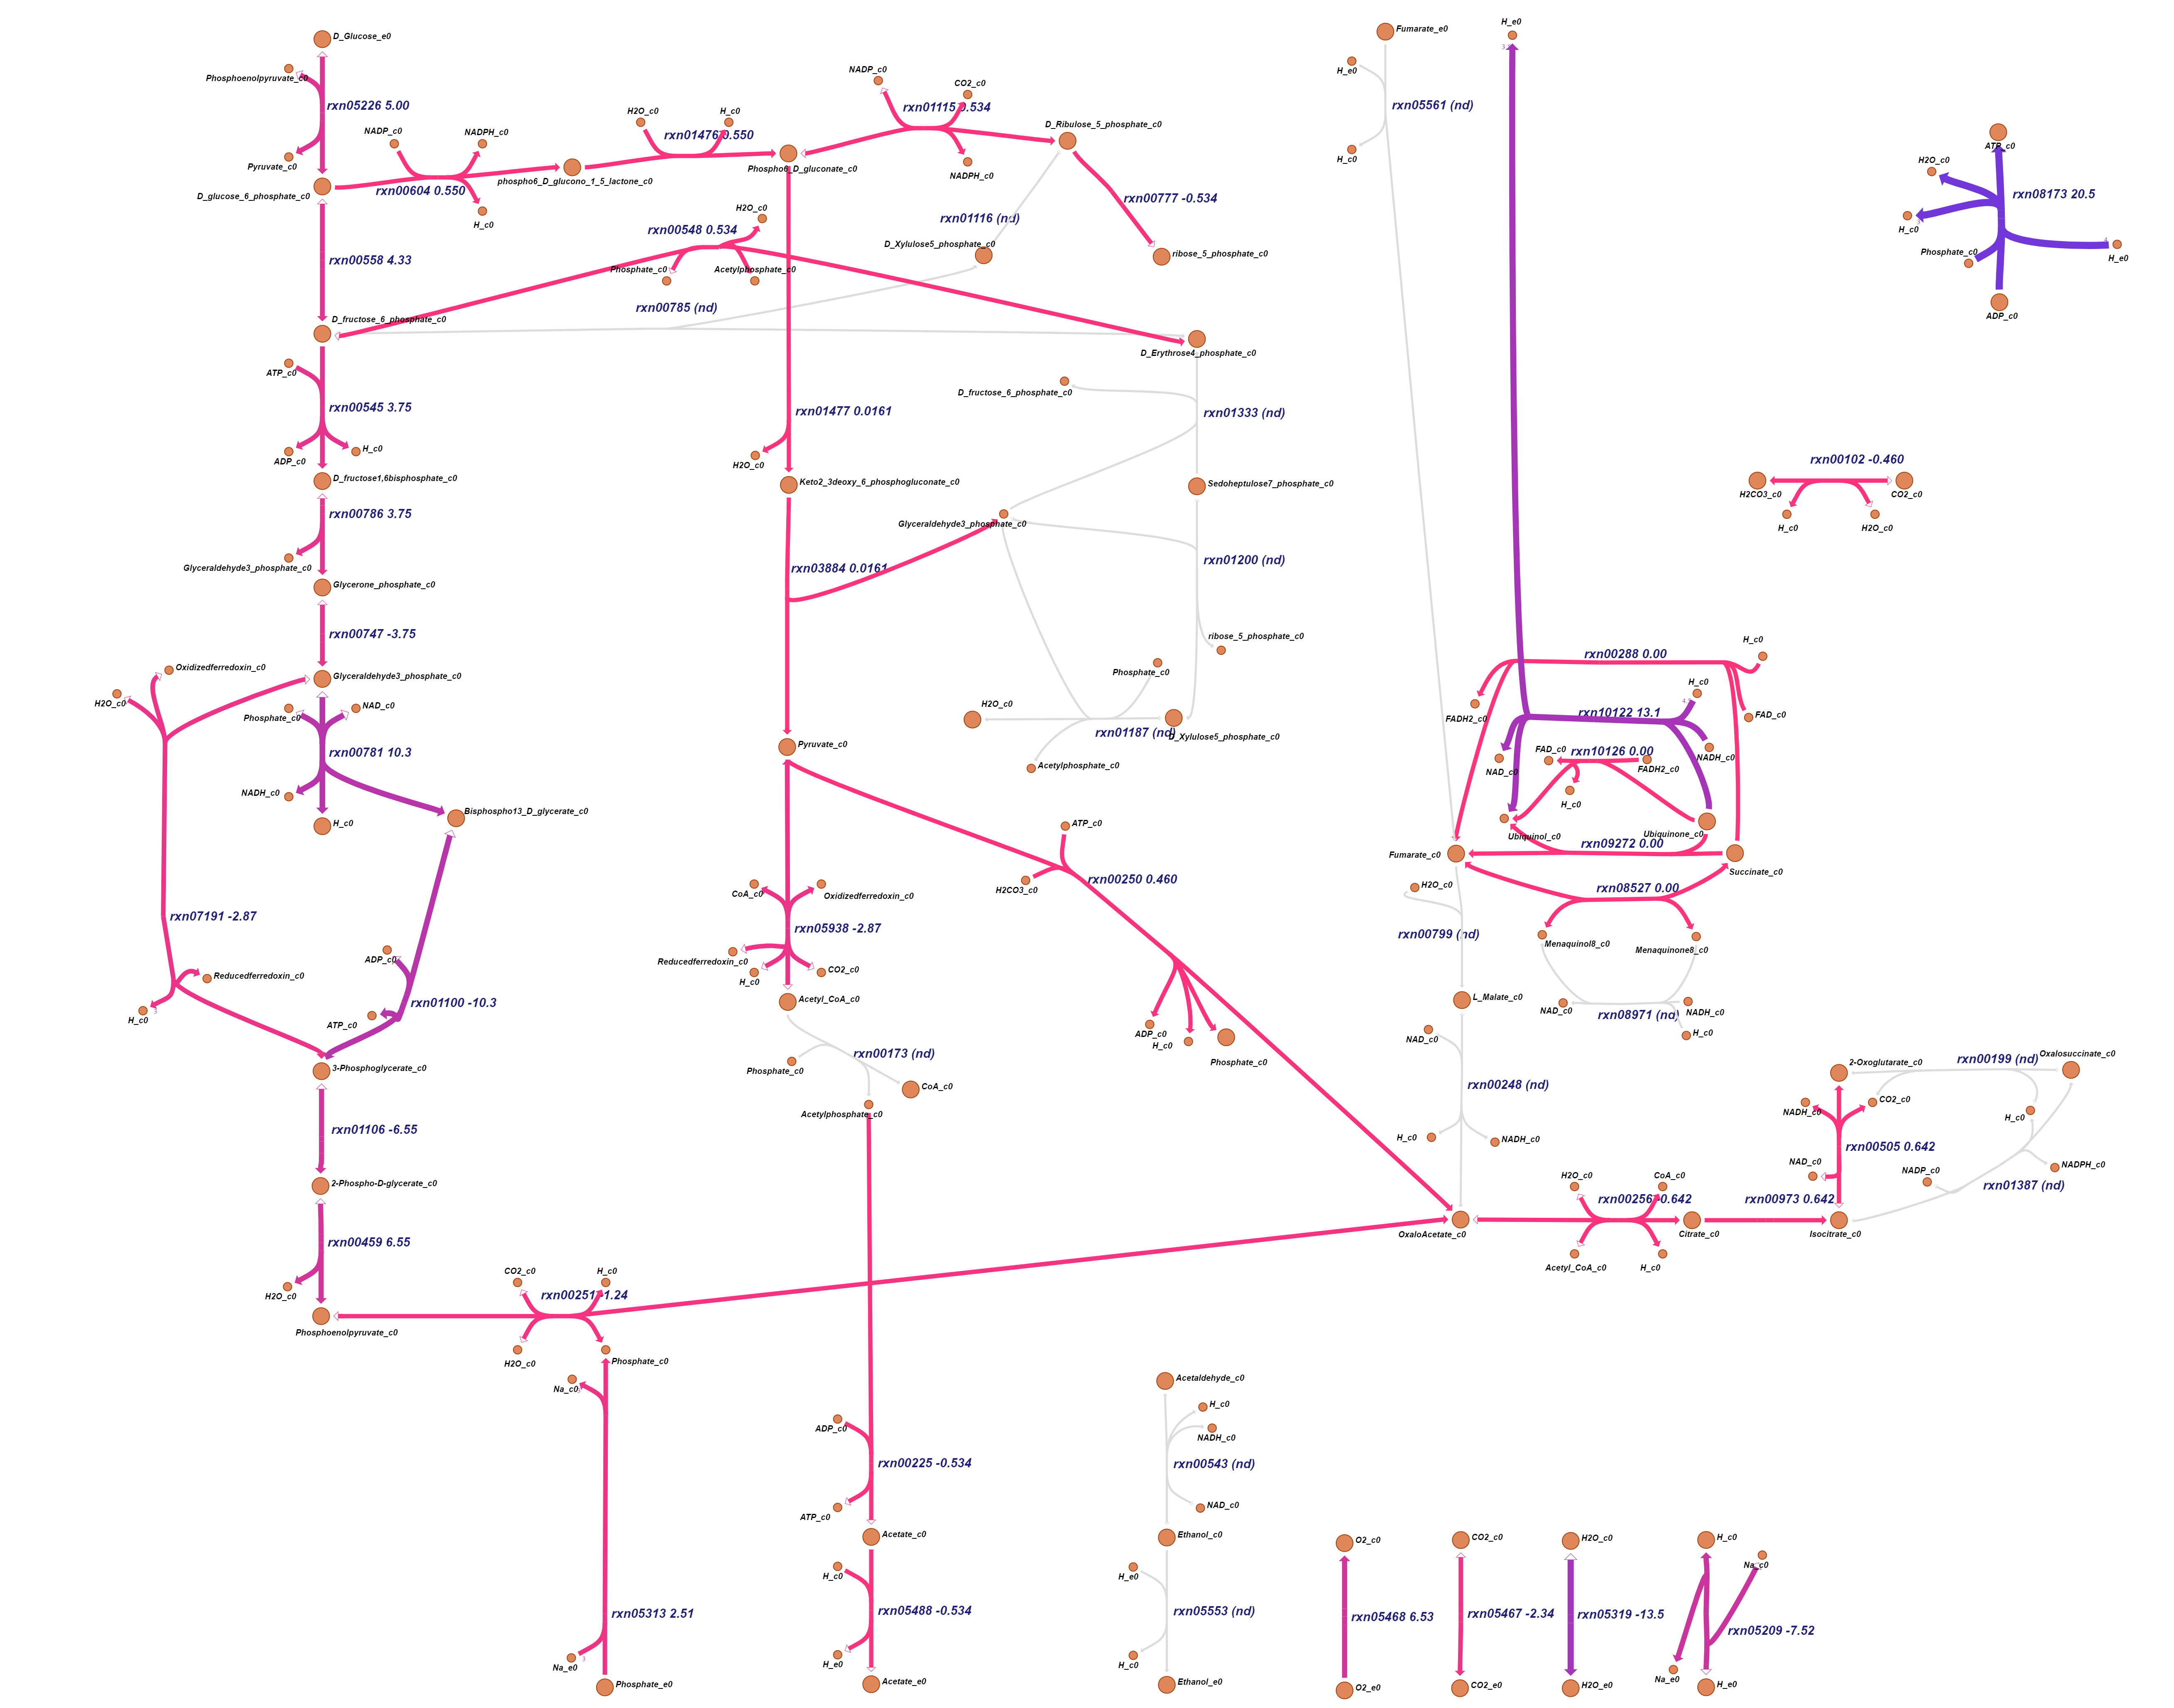 D_Glucose_e0
Phosphoenolpyruvate_c0
rxn05226 5.00
Pyruvate_c0
D_glucose_6_phosphate_c0
NADP_c0
NADPH_c0
rxn00604 0.550
H_c0
phospho6_D_glucono_1_5_lactone_c0
H2O_c0
H_c0
rxn01476 0.550
Phospho6_D_gluconate_c0
NADP_c0
CO2_c0
rxn01115 0.534
NADPH_c0
D_Ribulose_5_phosphate_c0
rxn00777 -0.534
ribose_5_phosphate_c0
rxn01116 (nd)
D_Xylulose5_phosphate_c0
rxn00558 4.33
rxn00548 0.534
H2O_c0
Phosphate_c0
Acetylphosphate_c0
rxn00785 (nd)
D_fructose_6_phosphate_c0
D_Erythrose4_phosphate_c0
ATP_c0
rxn00545 3.75
ADP_c0
H_c0
D_fructose1,6bisphosphate_c0
rxn00786 3.75
Glyceraldehyde3_phosphate_c0
Glycerone_phosphate_c0
rxn00747 -3.75
Glyceraldehyde3_phosphate_c0
Oxidizedferredoxin_c0
H2O_c0
Phosphate_c0
NAD_c0
rxn00781 10.3
NADH_c0
H_c0
Bisphospho13_D_glycerate_c0
rxn07191 -2.87
Reducedferredoxin_c0
H_c0
3
ADP_c0
rxn01100 -10.3
ATP_c0
3-Phosphoglycerate_c0
rxn01106 -6.55
2-Phospho-D-glycerate_c0
rxn00459 6.55
H2O_c0
Phosphoenolpyruvate_c0
CO2_c0
H_c0
rxn00251 -1.24
H2O_c0
Phosphate_c0
Na_c0
rxn05313 2.51
Na_e0
Phosphate_e0
rxn01477 0.0161
H2O_c0
Keto2_3deoxy_6_phosphogluconate_c0
rxn03884 0.0161
Glyceraldehyde3_phosphate_c0
D_fructose_6_phosphate_c0
rxn01333 (nd)
Sedoheptulose7_phosphate_c0
rxn01200 (nd)
ribose_5_phosphate_c0
Phosphate_c0
H2O_c0
rxn01187 (nd)
D_Xylulose5_phosphate_c0
Acetylphosphate_c0
Pyruvate_c0
CoA_c0
Oxidizedferredoxin_c0
rxn05938 -2.87
Reducedferredoxin_c0
H_c0
CO2_c0
Acetyl_CoA_c0
ATP_c0
H2CO3_c0
rxn00250 0.460
ADP_c0
H_c0
Phosphate_c0
rxn00173 (nd)
Phosphate_c0
CoA_c0
Acetylphosphate_c0
ADP_c0
rxn00225 -0.534
ATP_c0
Acetate_c0
H_c0
rxn05488 -0.534
H_e0
Acetate_e0
Acetaldehyde_c0
H_c0
NADH_c0
rxn00543 (nd)
NAD_c0
Ethanol_c0
H_e0
rxn05553 (nd)
H_c0
Ethanol_e0
Fumarate_e0
H_e0
rxn05561 (nd)
H_c0
H_e0
ATP_c0
H2O_c0
rxn08173 20.5
H_c0
Phosphate_c0
H_e0
ADP_c0
rxn00102 -0.460
H2CO3_c0
CO2_c0
H_c0
H2O_c0
H_c0
rxn00288 0.00
H_c0
FADH2_c0
FAD_c0
rxn10122 13.1
NAD_c0
NADH_c0
FAD_c0
rxn10126 0.00
FADH2_c0
H_c0
Ubiquinol_c0
Ubiquinone_c0
rxn09272 0.00
Fumarate_c0
Succinate_c0
rxn08527 0.00
H2O_c0
rxn00799 (nd)
Menaquinol8_c0
Menaquinone8_c0
NAD_c0
NADH_c0
rxn08971 (nd)
H_c0
L_Malate_c0
NAD_c0
rxn00248 (nd)
H_c0
NADH_c0
OxaloAcetate_c0
H2O_c0
CoA_c0
rxn00256 -0.642
Acetyl_CoA_c0
H_c0
Citrate_c0
rxn00973 0.642
Isocitrate_c0
2-Oxoglutarate_c0
NADH_c0
CO2_c0
rxn00505 0.642
NAD_c0
rxn00199 (nd)
Oxalosuccinate_c0
H_c0
NADP_c0
NADPH_c0
rxn01387 (nd)
O2_c0
rxn05468 6.53
O2_e0
CO2_c0
rxn05467 -2.34
CO2_e0
H2O_c0
rxn05319 -13.5
H2O_e0
H_c0
Na_c0
rxn05209 -7.52
Na_e0
H_e0